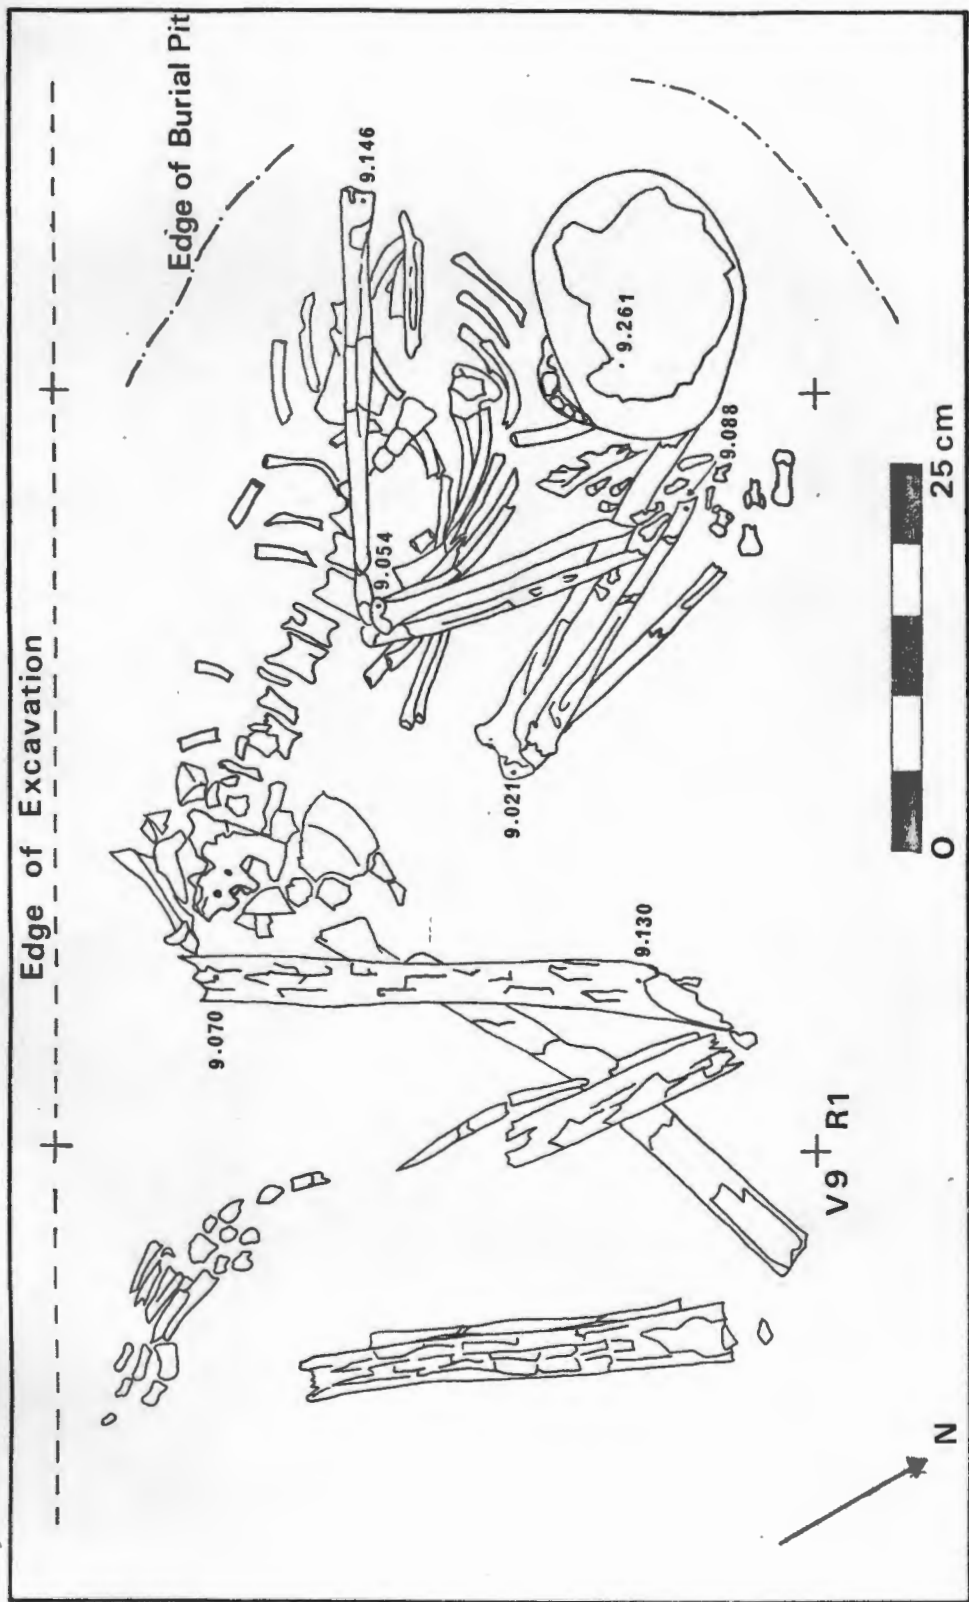 Edge of Excavation
Edge of Burial Pit
9.146
9.261
9.088
9.054
9.021
9.130
9.070
V9 R1
0 25 cm
N